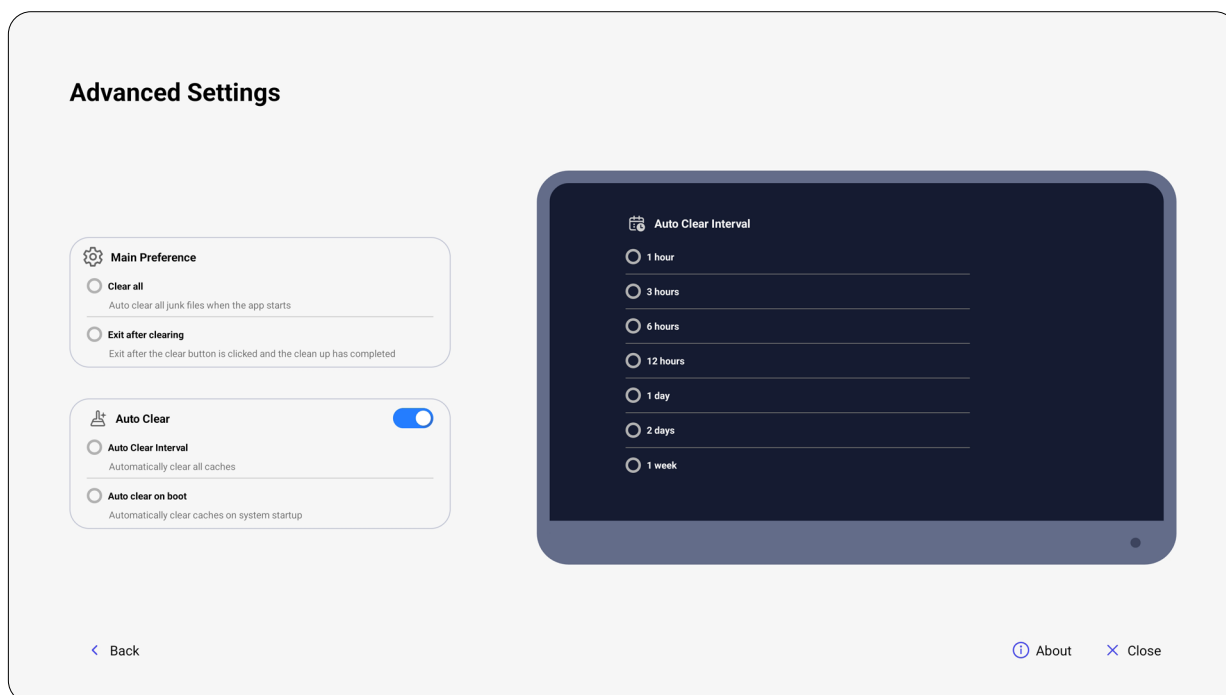 Advanced Settings
Main Preference
Clear all
Auto clear all junk files when the app starts
Exit after clearing
Exit after the clear button is clicked and the clean up has completed
Auto Clear
Auto Clear Interval
Automatically clear all caches
Auto clear on boot
Automatically clear caches on system startup
Auto Clear Interval
1 hour
3 hours
6 hours
12 hours
1 day
2 days
1 week
Back
About
Close